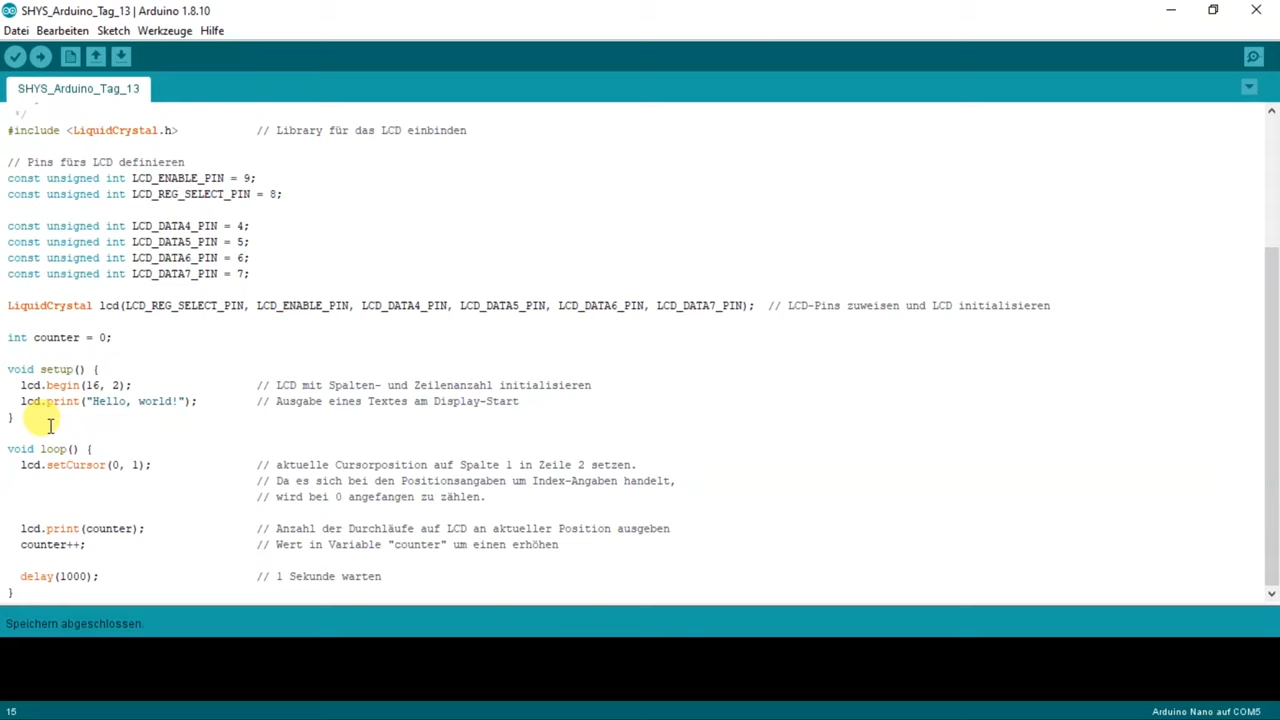 SHYS_Arduino_Tag_13 | Arduino 1.8.10
Datei Bearbeiten Sketch Werkzeuge Hilfe
SHYS_Arduino_Tag_13
*/
#include <LiquidCrystal.h> // Library für das LCD einbinden
// Pins fürs LCD definieren
const unsigned int LCD_ENABLE_PIN = 9;
const unsigned int LCD_REG_SELECT_PIN = 8;
const unsigned int LCD_DATA4_PIN = 4;
const unsigned int LCD_DATA5_PIN = 5;
const unsigned int LCD_DATA6_PIN = 6;
const unsigned int LCD_DATA7_PIN = 7;
LiquidCrystal lcd(LCD_REG_SELECT_PIN, LCD_ENABLE_PIN, LCD_DATA4_PIN, LCD_DATA5_PIN, LCD_DATA6_PIN, LCD_DATA7_PIN); // LCD-Pins zuweisen und LCD initialisieren
int counter = 0;
void setup() {
lcd.begin(16, 2); // LCD mit Spalten- und Zeilenanzahl initialisieren
lcd.print("Hello, world!"); // Ausgabe eines Textes am Display-Start
}
void loop() {
lcd.setCursor(0, 1); // aktuelle Cursorposition auf Spalte 1 in Zeile 2 setzen.
// Da es sich bei den Positionsangaben um Index-Angaben handelt,
// wird bei 0 angefangen zu zählen.
lcd.print(counter); // Anzahl der Durchläufe auf LCD an aktueller Position ausgeben
counter++; // Wert in Variable "counter" um einen erhöhen
delay(1000); // 1 Sekunde warten
}
Speichern abgeschlossen.
15 Arduino Nano auf COM5